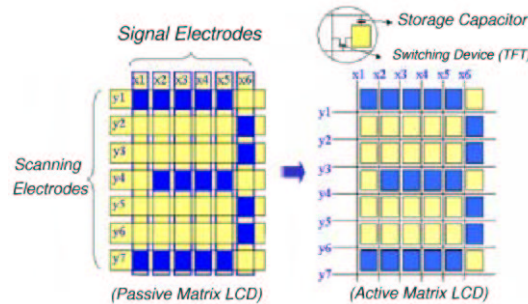 Signal Electrodes
Storage Capacitor
Switching Device (TFT)
x1 x2 x3 x4 x5 x6
x1 x2 x3 x4 x5 x6
y1
y2
y3
y4
y5
y6
y7
Scanning
Electrodes
y1
y2
y3
y4
y5
y6
y7
(Passive Matrix LCD)
(Active Matrix LCD)